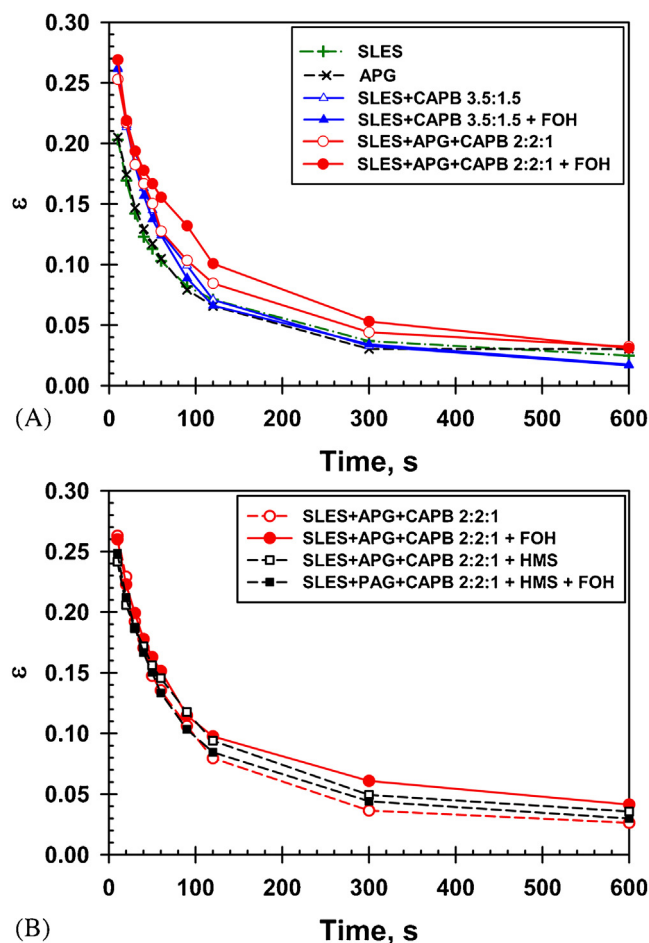 0.30
SLES
APG
SLES+CAPB 3.5:1.5
SLES+CAPB 3.5:1.5 + FOH
SLES+APG+CAPB 2:2:1
SLES+APG+CAPB 2:2:1 + FOH
0.25
0.20
0.15
0.10
0.05
0.00
ε
0 100 200 300 400 500 600
(A)
Time, s
0.30
SLES+APG+CAPB 2:2:1
SLES+APG+CAPB 2:2:1 + FOH
SLES+APG+CAPB 2:2:1 + HMS
SLES+PAG+CAPB 2:2:1 + HMS + FOH
0.25
0.20
0.15
0.10
0.05
0.00
ε
0 100 200 300 400 500 600
(B)
Time, s